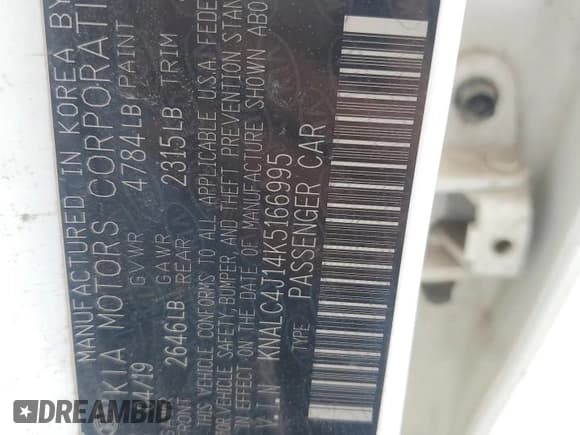 MANUFACTURED IN KOREA BY
KIA MOTORS CORPORATI
/19 GVWR 4784LB PAINT
2646LB GAWR REAR 2315LB TRIM
THIS VEHICLE CONFORMS TO ALL APPLICABLE U.S.A. FEDE
VEHICLE SAFETY, BUMPER, AND THEFT PREVENTION STAN
IN EFFECT ON THE DATE OF MANUFACTURE SHOWN ABO
V.I.N KNALC4J14K5166995
TYPE PASSENGER CAR
DREAMBID